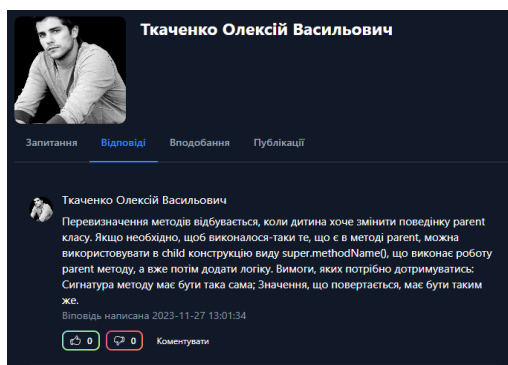 Ткаченко Олексій Васильович
Запитання Відповіді Вподобання Публікації
Ткаченко Олексій Васильович
Перевизначення методів відбувається, коли дитина хоче змінити поведінку parent
класу. Якщо необхідно, щоб виконалося-таки те, що є в методі parent, можна
використовувати в child конструкцію виду super.methodName(), що виконає роботу
parent методу, а вже потім додати логіку. Вимоги, яких потрібно дотримуватись:
Сигнатура методу має бути така сама; Значення, що повертається, має бути таким
же.
Віповідь написана 2023-11-27 13:01:34
0 0 Коментувати